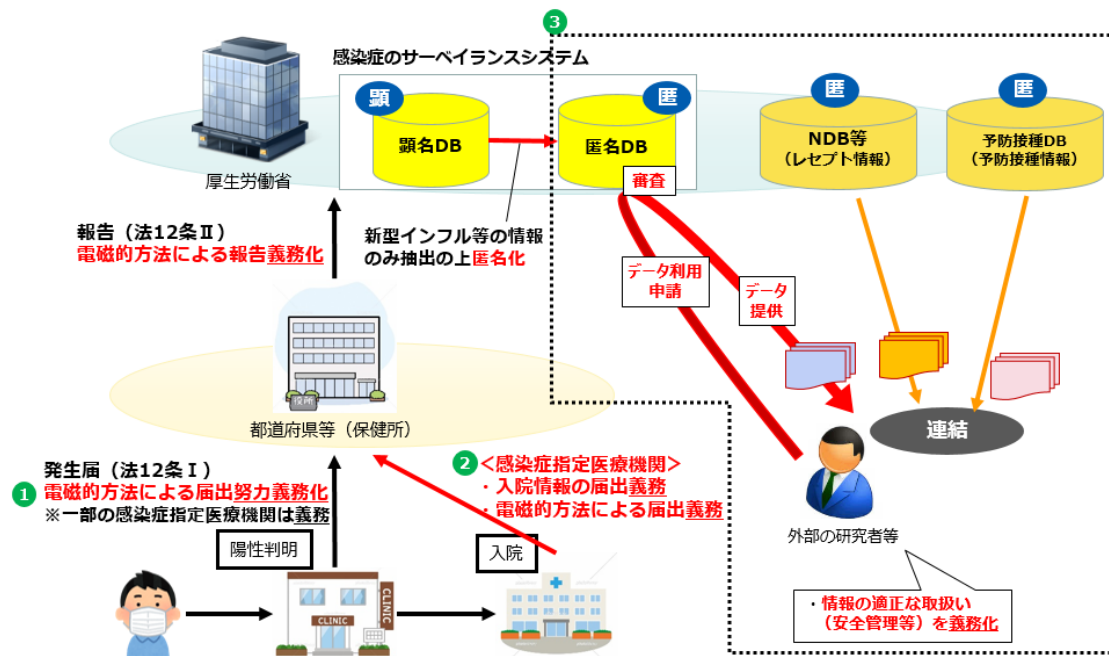 3
感染症のサーベイランスシステム
顕
匿
匿
匿
顕名DB
匿名DB
NDB等
（レセプト情報）
予防接種DB
（予防接種情報）
厚生労働省
審査
報告（法12条Ⅱ）
電磁的方法による報告義務化
新型インフル等の情報
のみ抽出の上匿名化
データ利用
申請
データ
提供
役所
都道府県等（保健所）
連結
発生届（法12条Ⅰ）
1 電磁的方法による届出努力義務化
※一部の感染症指定医療機関は義務
2 ＜感染症指定医療機関＞
・入院情報の届出義務
・電磁的方法による届出義務
陽性判明
入院
外部の研究者等
CLINIC
CLINIC
・情報の適正な取扱い
（安全管理等）を義務化